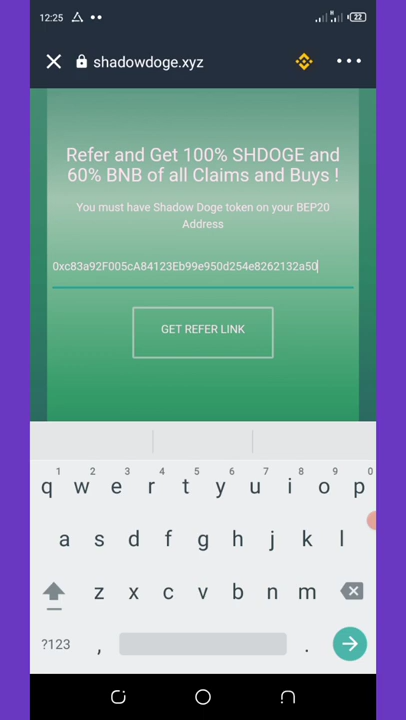 12:25
22
shadowdoge.xyz
Refer and Get 100% SHDOGE and
60% BNB of all Claims and Buys !
You must have Shadow Doge token on your BEP20
Address
0xc83a92F005cA84123Eb99e950d254e8262132a50
GET REFER LINK
1 2 3 4 5 6 7 8 9 0
q w e r t y u i o p
a s d f g h j k l
z x c v b n m
?123 , .